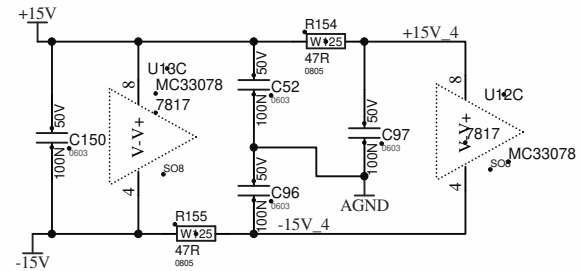 +15V
R154
W 25
47R
0805
+15V_4
50V
C150
0603
100N
8
U13C
MC33078
7817
V-V+
SO8
4
50V
C52
0603
100N
50V
C96
0603
100N
50V
C97
0603
100N
AGND
8
U12C
7817
V-V+
MC33078
SO8
4
R155
W 25
47R
0805
-15V_4
-15V